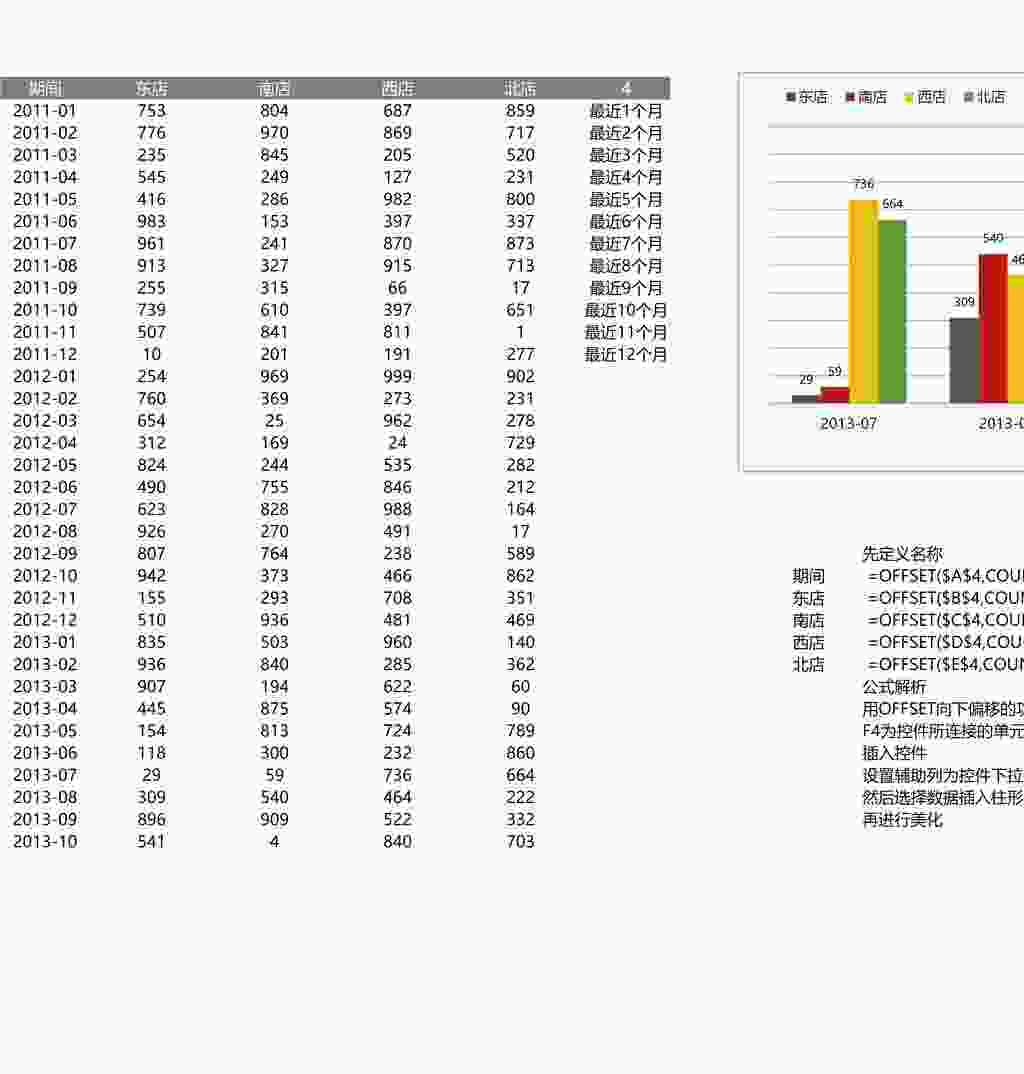 期间 东店 南店 西店 北店 4
2011-01 753 804 687 859 最近1个月
2011-02 776 970 869 717 最近2个月
2011-03 235 845 205 520 最近3个月
2011-04 545 249 127 231 最近4个月
2011-05 416 286 982 800 最近5个月
2011-06 983 153 397 337 最近6个月
2011-07 961 241 870 873 最近7个月
2011-08 913 327 915 713 最近8个月
2011-09 255 315 66 17 最近9个月
2011-10 739 610 397 651 最近10个月
2011-11 507 841 811 1 最近11个月
2011-12 10 201 191 277 最近12个月
2012-01 254 969 999 902
2012-02 760 369 273 231
2012-03 654 25 962 278
2012-04 312 169 24 729
2012-05 824 244 535 282
2012-06 490 755 846 212
2012-07 623 828 988 164
2012-08 926 270 491 17
2012-09 807 764 238 589
2012-10 942 373 466 862
2012-11 155 293 708 351
2012-12 510 936 481 469
2013-01 835 503 960 140
2013-02 936 840 285 362
2013-03 907 194 622 60
2013-04 445 875 574 90
2013-05 154 813 724 789
2013-06 118 300 232 860
2013-07 29 59 736 664
2013-08 309 540 464 222
2013-09 896 909 522 332
2013-10 541 4 840 703
东店 南店 西店 北店
736
664
540
46
309
59
29
2013-07 2013-0
先定义名称
期间 =OFFSET($A$4,COU
东店 =OFFSET($B$4,COU
南店 =OFFSET($C$4,COU
西店 =OFFSET($D$4,COU
北店 =OFFSET($E$4,COU
公式解析
用OFFSET向下偏移的
F4为控件所连接的单元
插入控件
设置辅助列为控件下拉
然后选择数据插入柱形
再进行美化